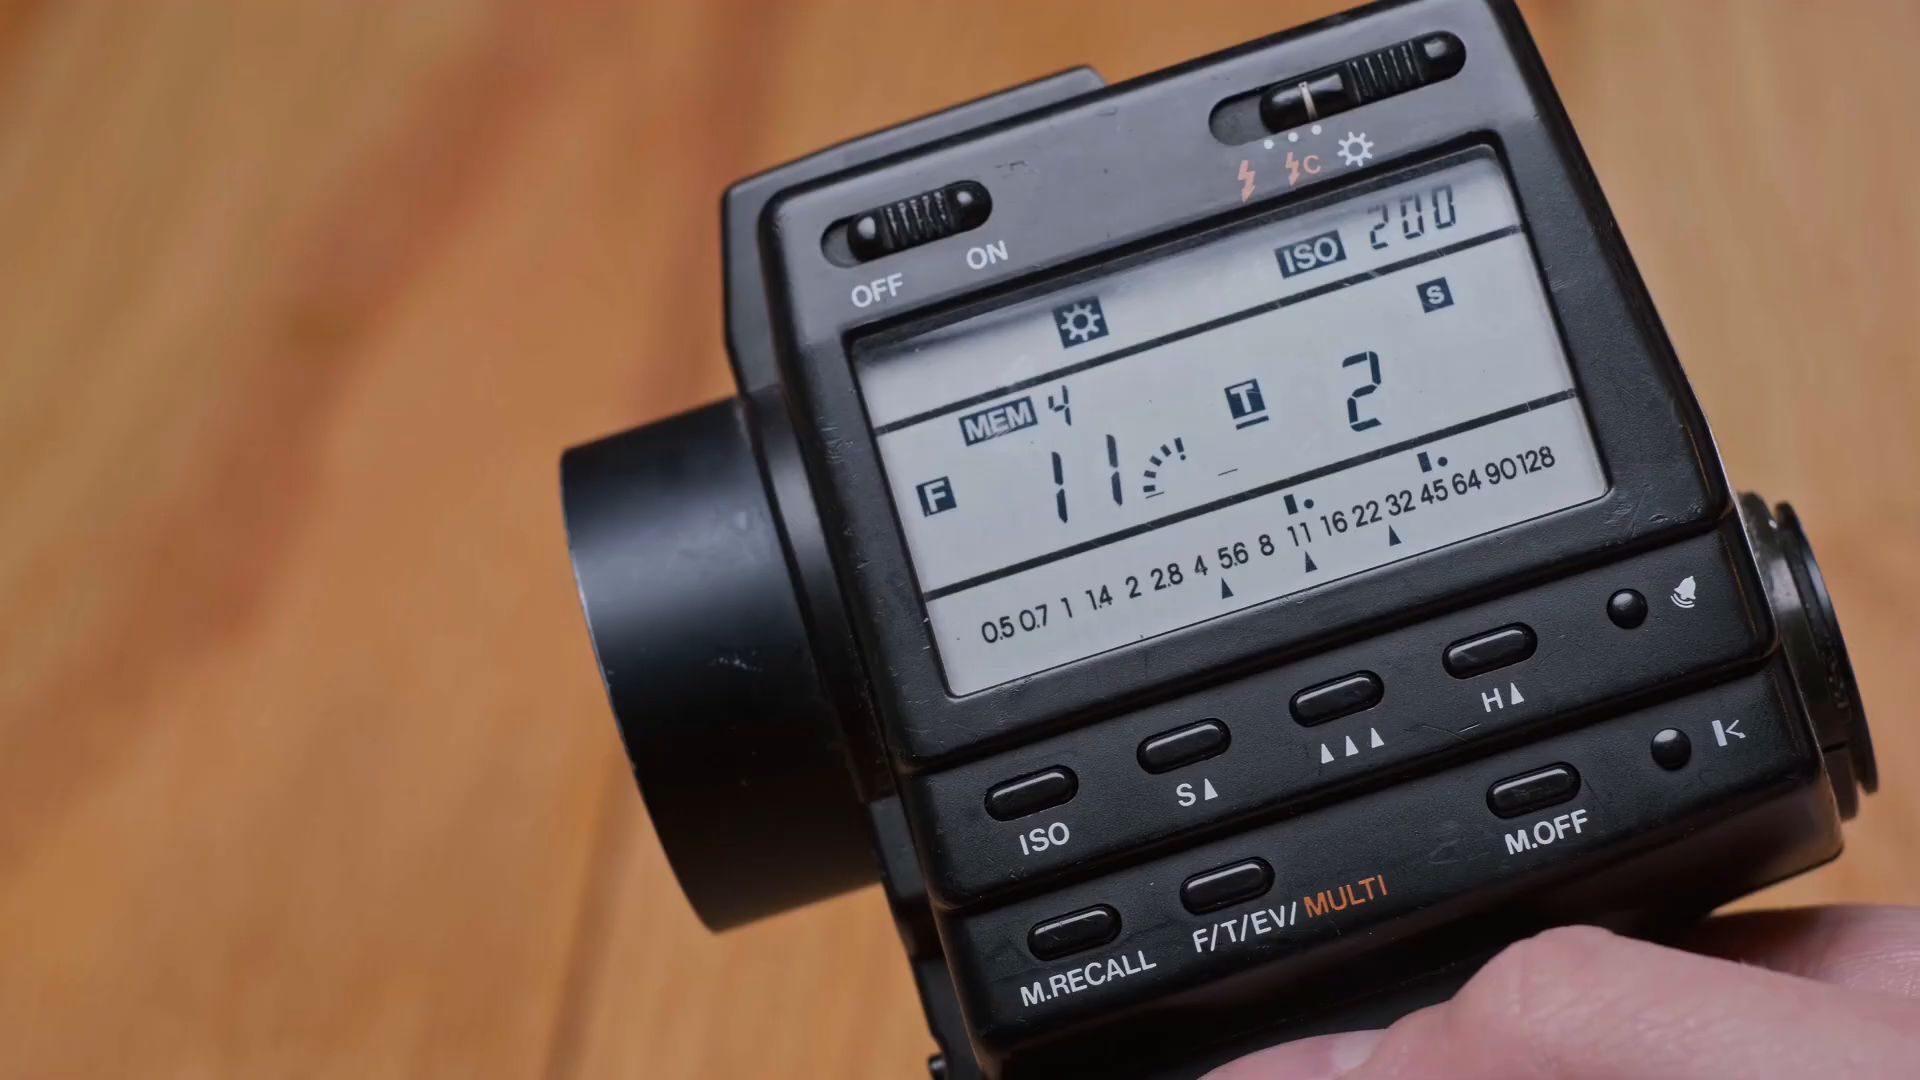 OFF ON
C
ISO 200
S
MEM 4
F 11 T 2
0.5 0.7 1 1.4 2 2.8 4 5.6 8 11 16 22 32 45 64 90 128
ISO S H
M.RECALL F/T/EV/MULTI M.OFF